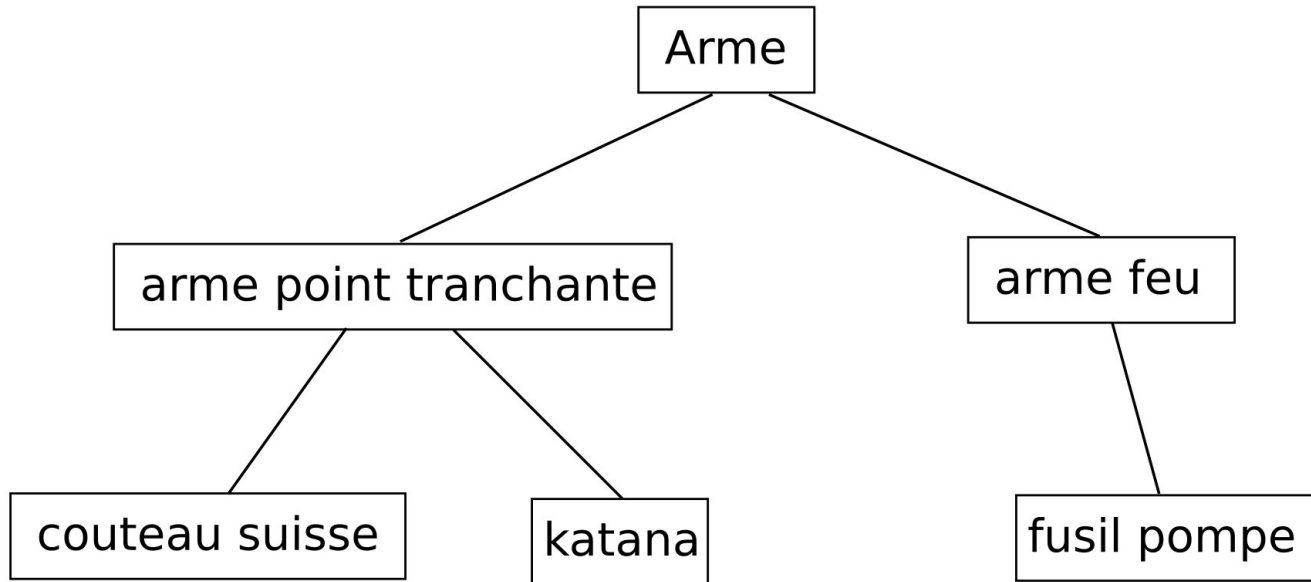 Arme
arme point tranchante
arme feu
couteau suisse
katana
fusil pompe